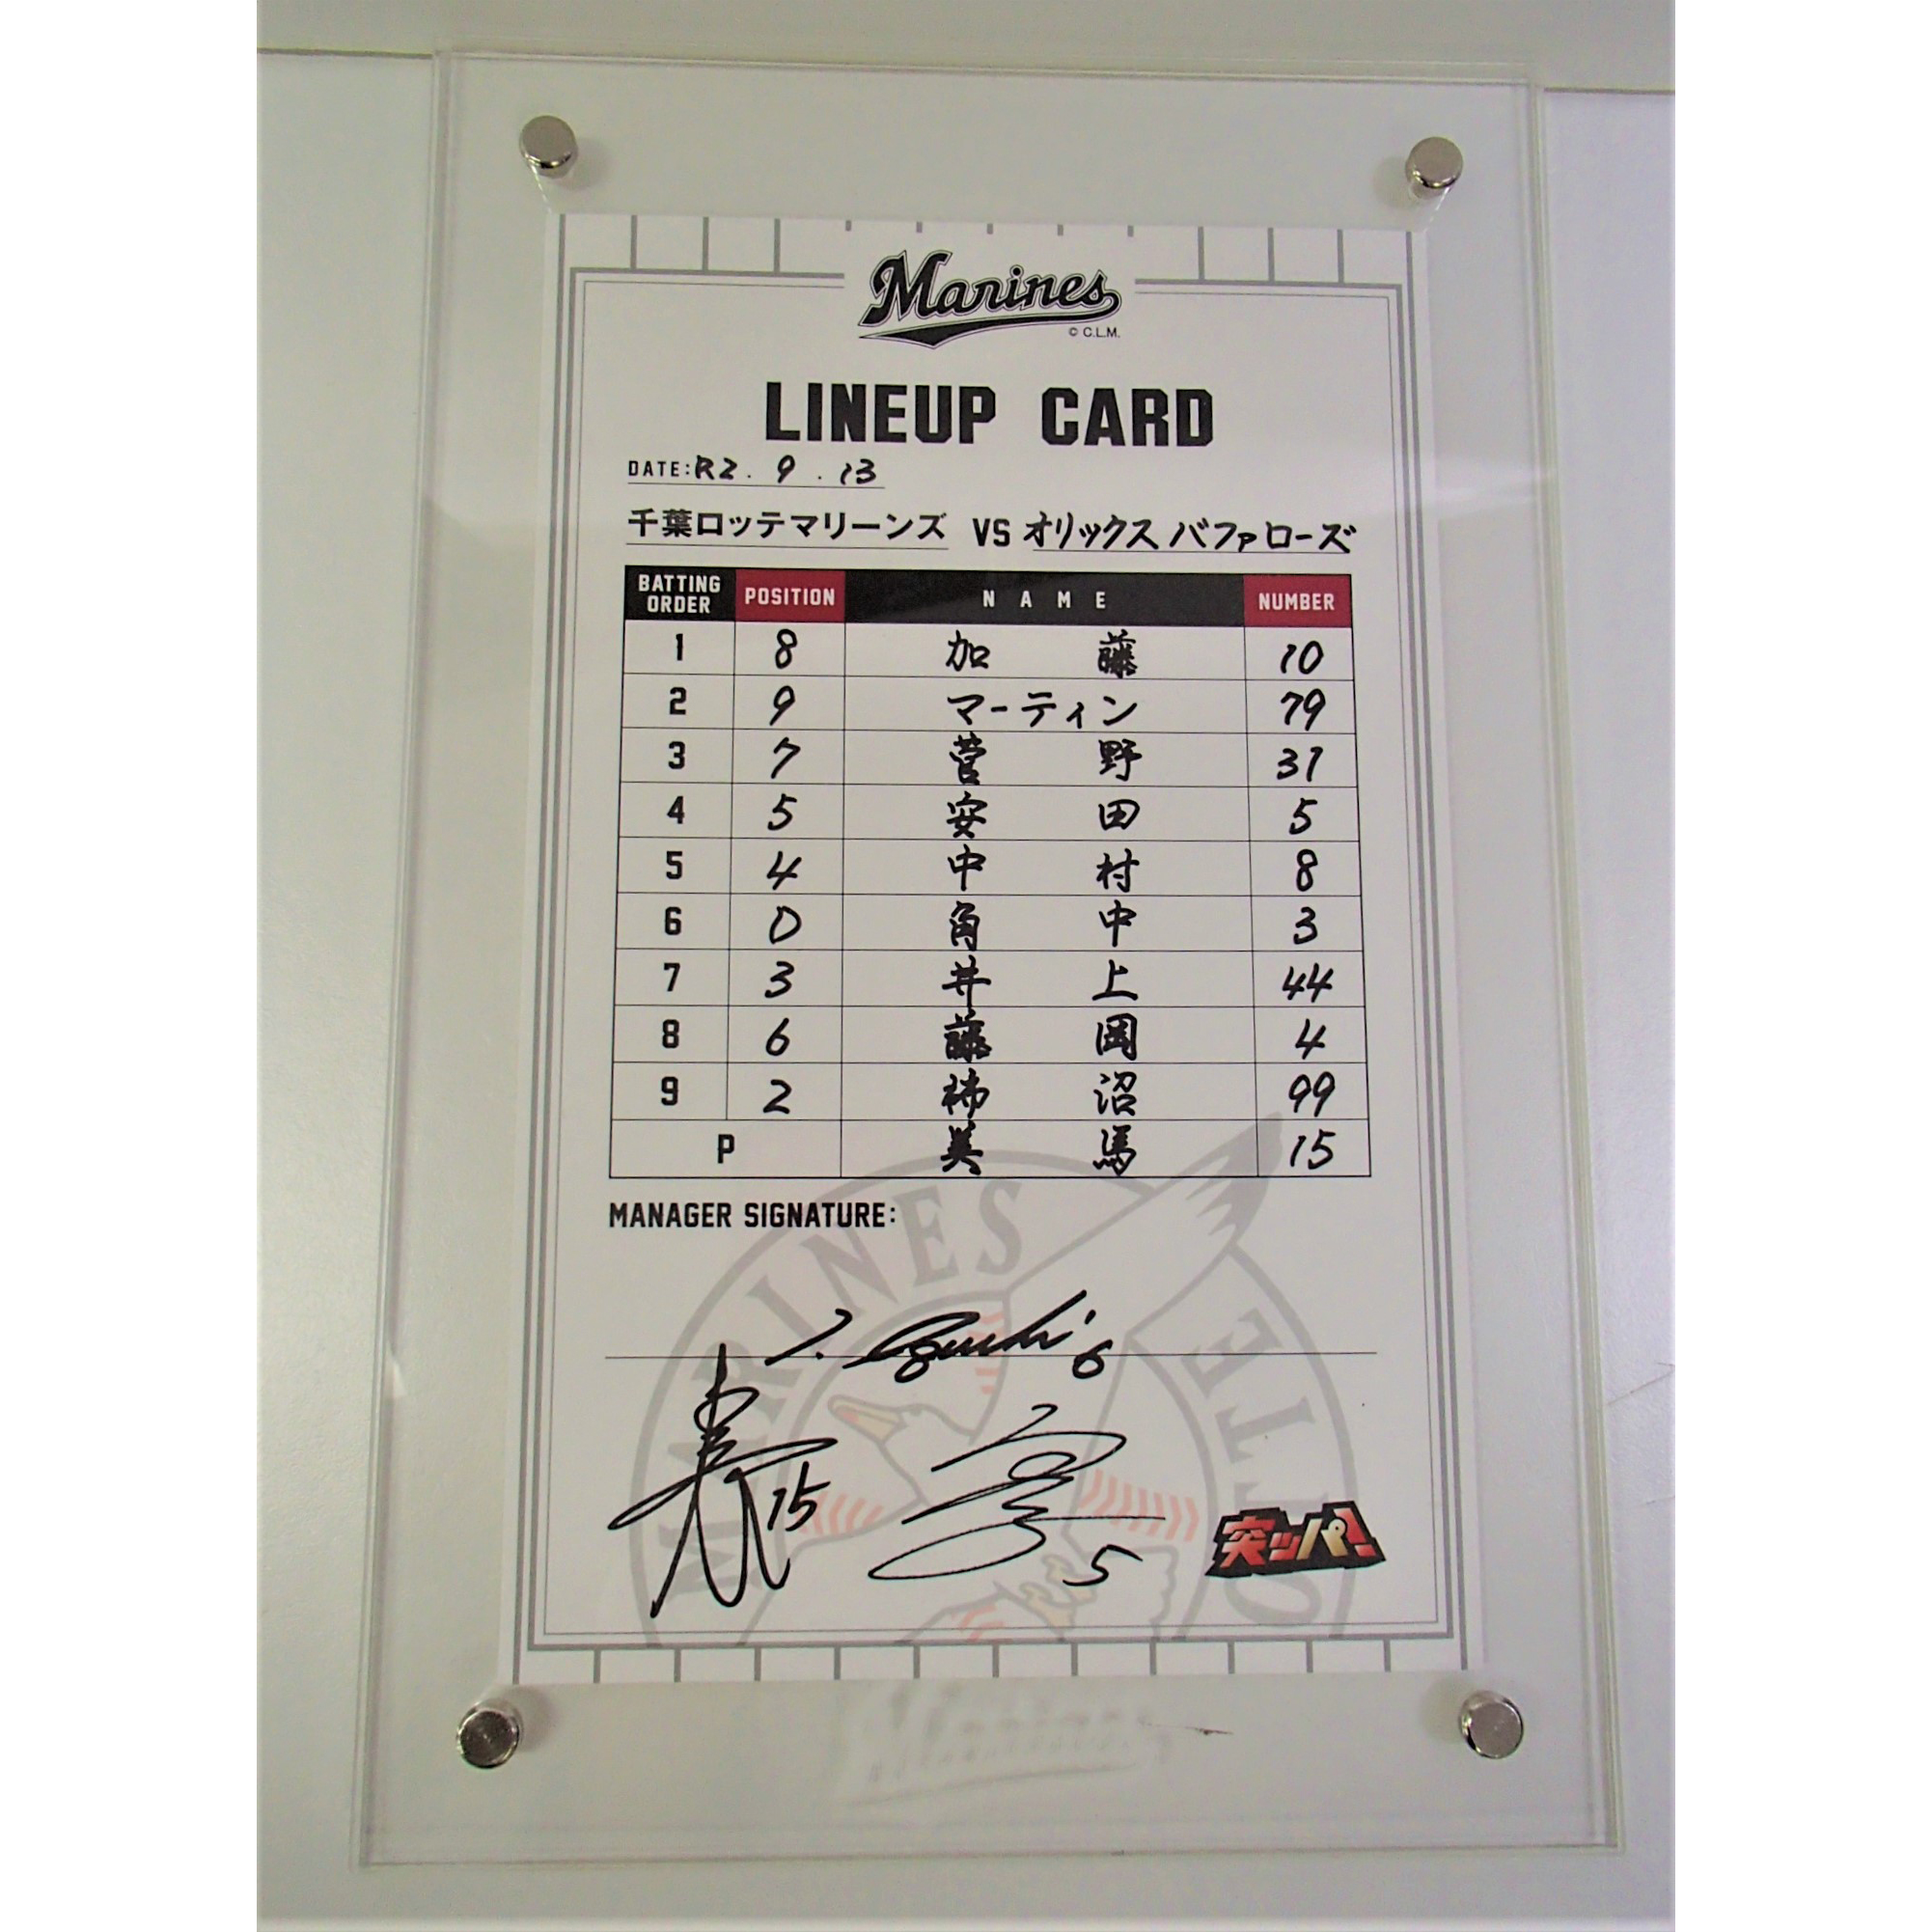 Marines
© C.L.M.
LINEUP CARD
DATE: R2 . 9 . 13
千葉ロッテマリーンズ VS オリックス バファローズ
BATTING ORDER POSITION NAME NUMBER
1 8 加 藤 10
2 9 マーティン 79
3 7 菅 野 31
4 5 安 田 5
5 4 中 村 8
6 D 角 中 3
7 3 井 上 44
8 6 藤 岡 4
9 2 柿 沼 99
P 美 馬 15
MANAGER SIGNATURE:
MARINES
T. Iguchi 6
15
5
突ッパ!
Marines